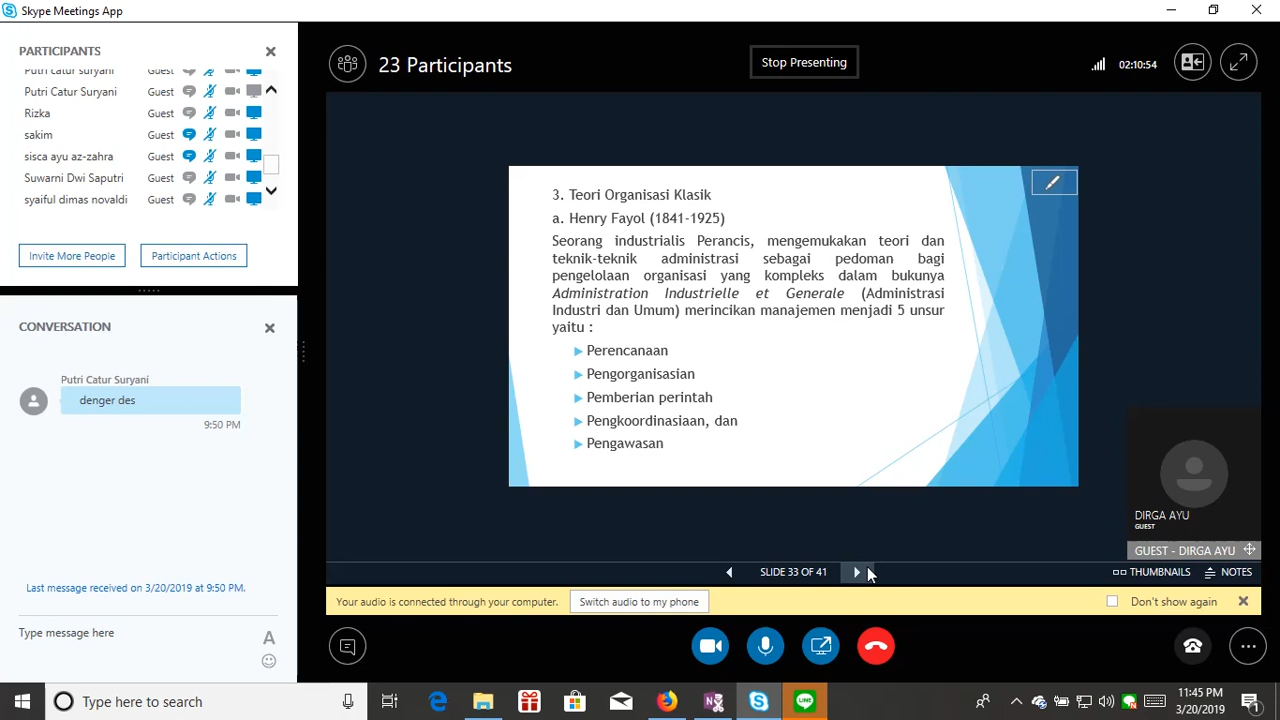 Skype Meetings App
PARTICIPANTS
Putri catur suryani Guest
Putri Catur Suryani Guest
Rizka Guest
sakim Guest
sisca ayu az-zahra Guest
Suwarni Dwi Saputri Guest
syaiful dimas novaldi Guest
Invite More People
Participant Actions
CONVERSATION
Putri Catur Suryani
denger des
9:50 PM
Last message received on 3/20/2019 at 9:50 PM.
Type message here
A
23 Participants
Stop Presenting
02:10:54
3. Teori Organisasi Klasik
a. Henry Fayol (1841-1925)
Seorang industrialis Perancis, mengemukakan teori dan
teknik-teknik administrasi sebagai pedoman bagi
pengelolaan organisasi yang kompleks dalam bukunya
Administration Industrielle et Generale (Administrasi
Industri dan Umum) merincikan manajemen menjadi 5 unsur
yaitu :
Perencanaan
Pengorganisasian
Pemberian perintah
Pengkoordinasiaan, dan
Pengawasan
DIRGA AYU
GUEST
GUEST - DIRGA AYU
SLIDE 33 OF 41
THUMBNAILS
NOTES
Your audio is connected through your computer.
Switch audio to my phone
Don't show again
Type here to search
LINE
11:45 PM
3/20/2019
1